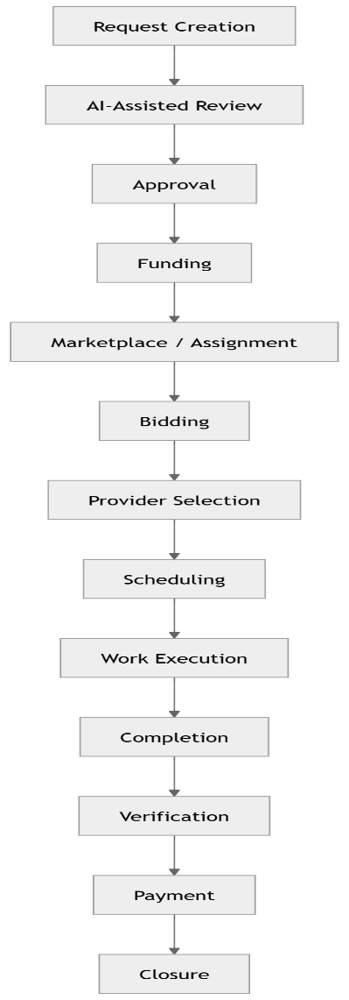 Request Creation
AI-Assisted Review
Approval
Funding
Marketplace / Assignment
Bidding
Provider Selection
Scheduling
Work Execution
Completion
Verification
Payment
Closure